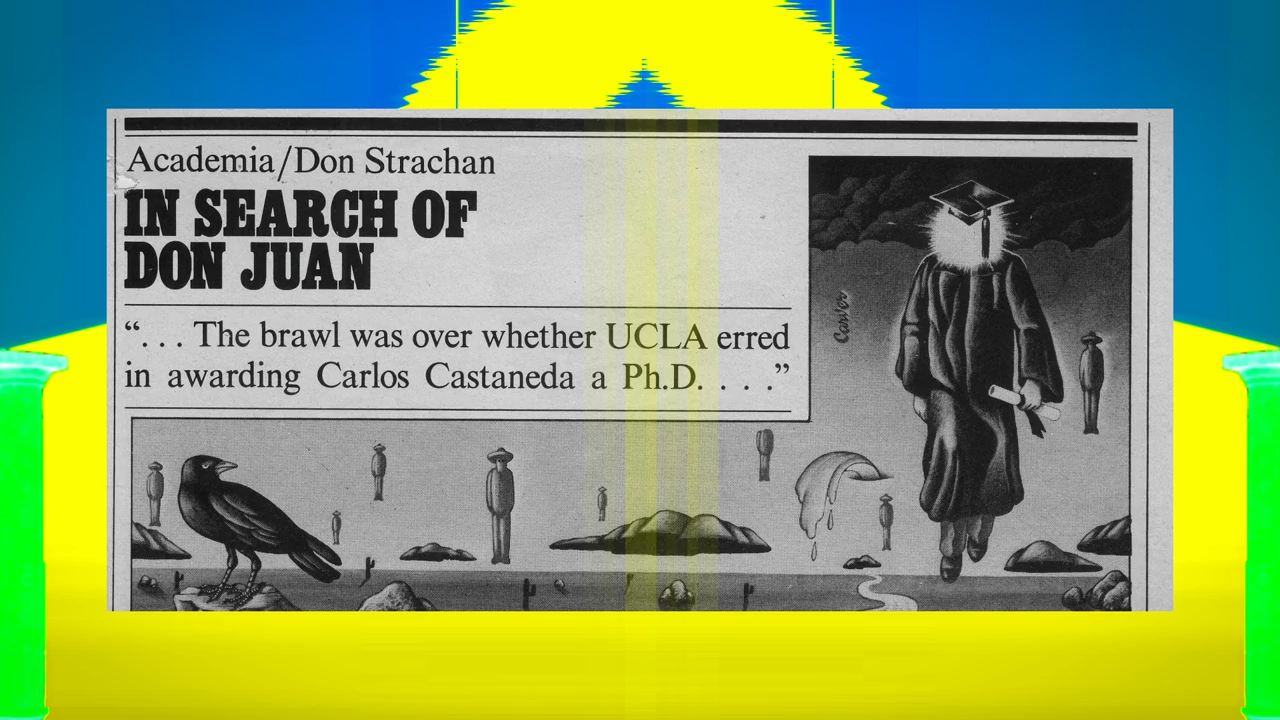 Academia/Don Strachan
IN SEARCH OF
DON JUAN
“. . . The brawl was over whether UCLA erred
in awarding Carlos Castaneda a Ph.D. . . .”
Carver